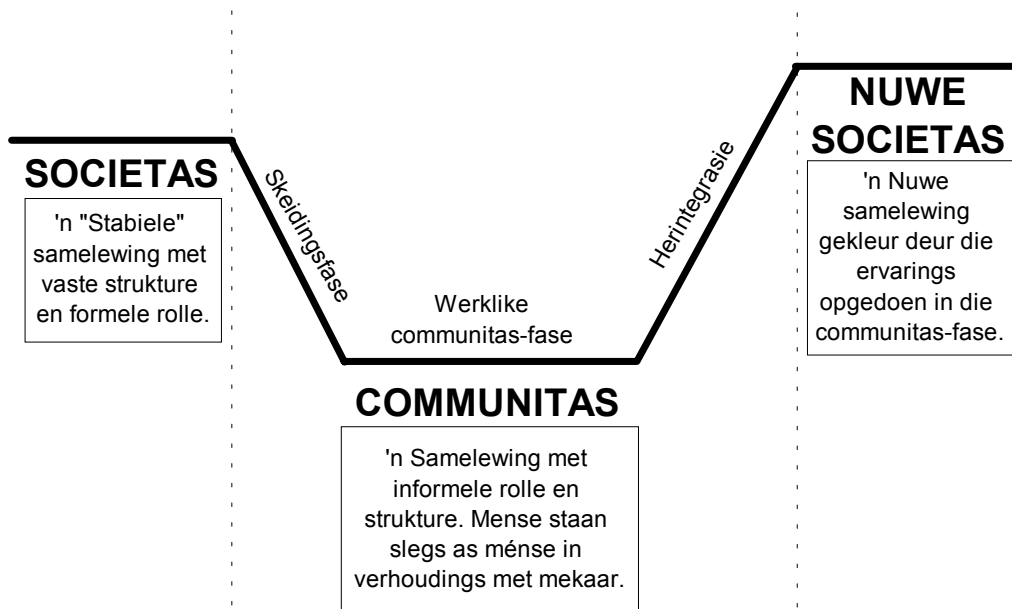 SOCIETAS
'n "Stabiele"
samelewing met
vaste strukture
en formele rolle.
Skeidingsfase
Werklike
communitas-fase
COMMUNITAS
'n Samelewing met
informele rolle en
strukture. Mense staan
slegs as ménse in
verhoudings met mekaar.
Herintegrasie
NUWE
SOCIETAS
'n Nuwe
samelewing
gekleur deur die
ervarings
opgedoen in die
communitas-fase.